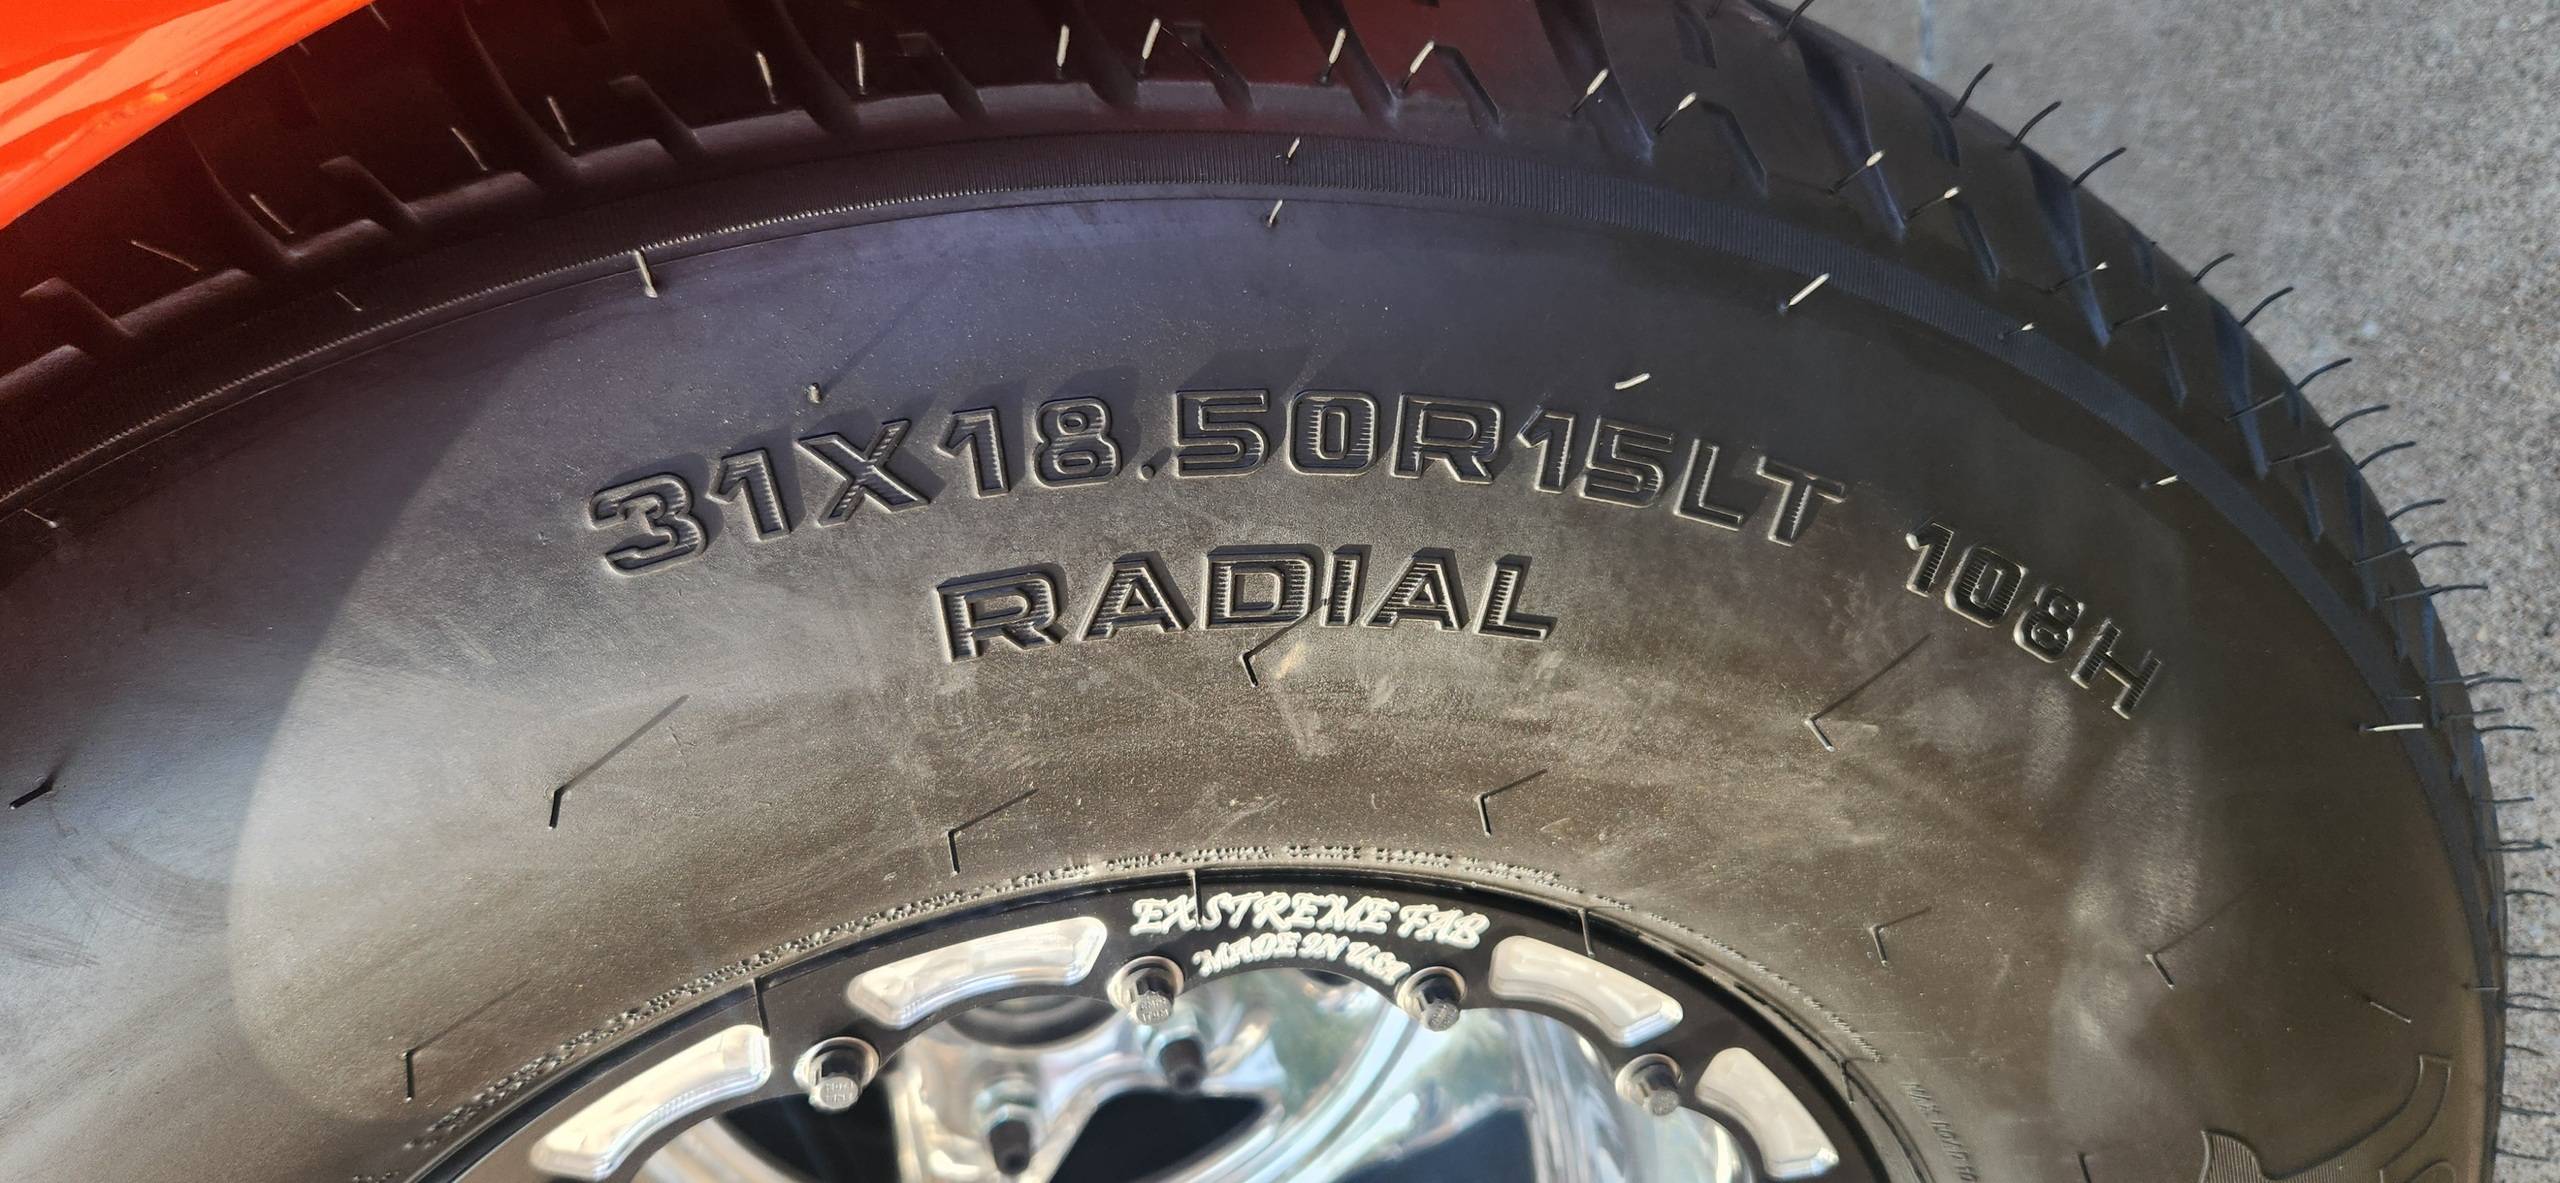 31X18.50R15LT 108H
RADIAL
EXSTREME FAB
MADE IN USA